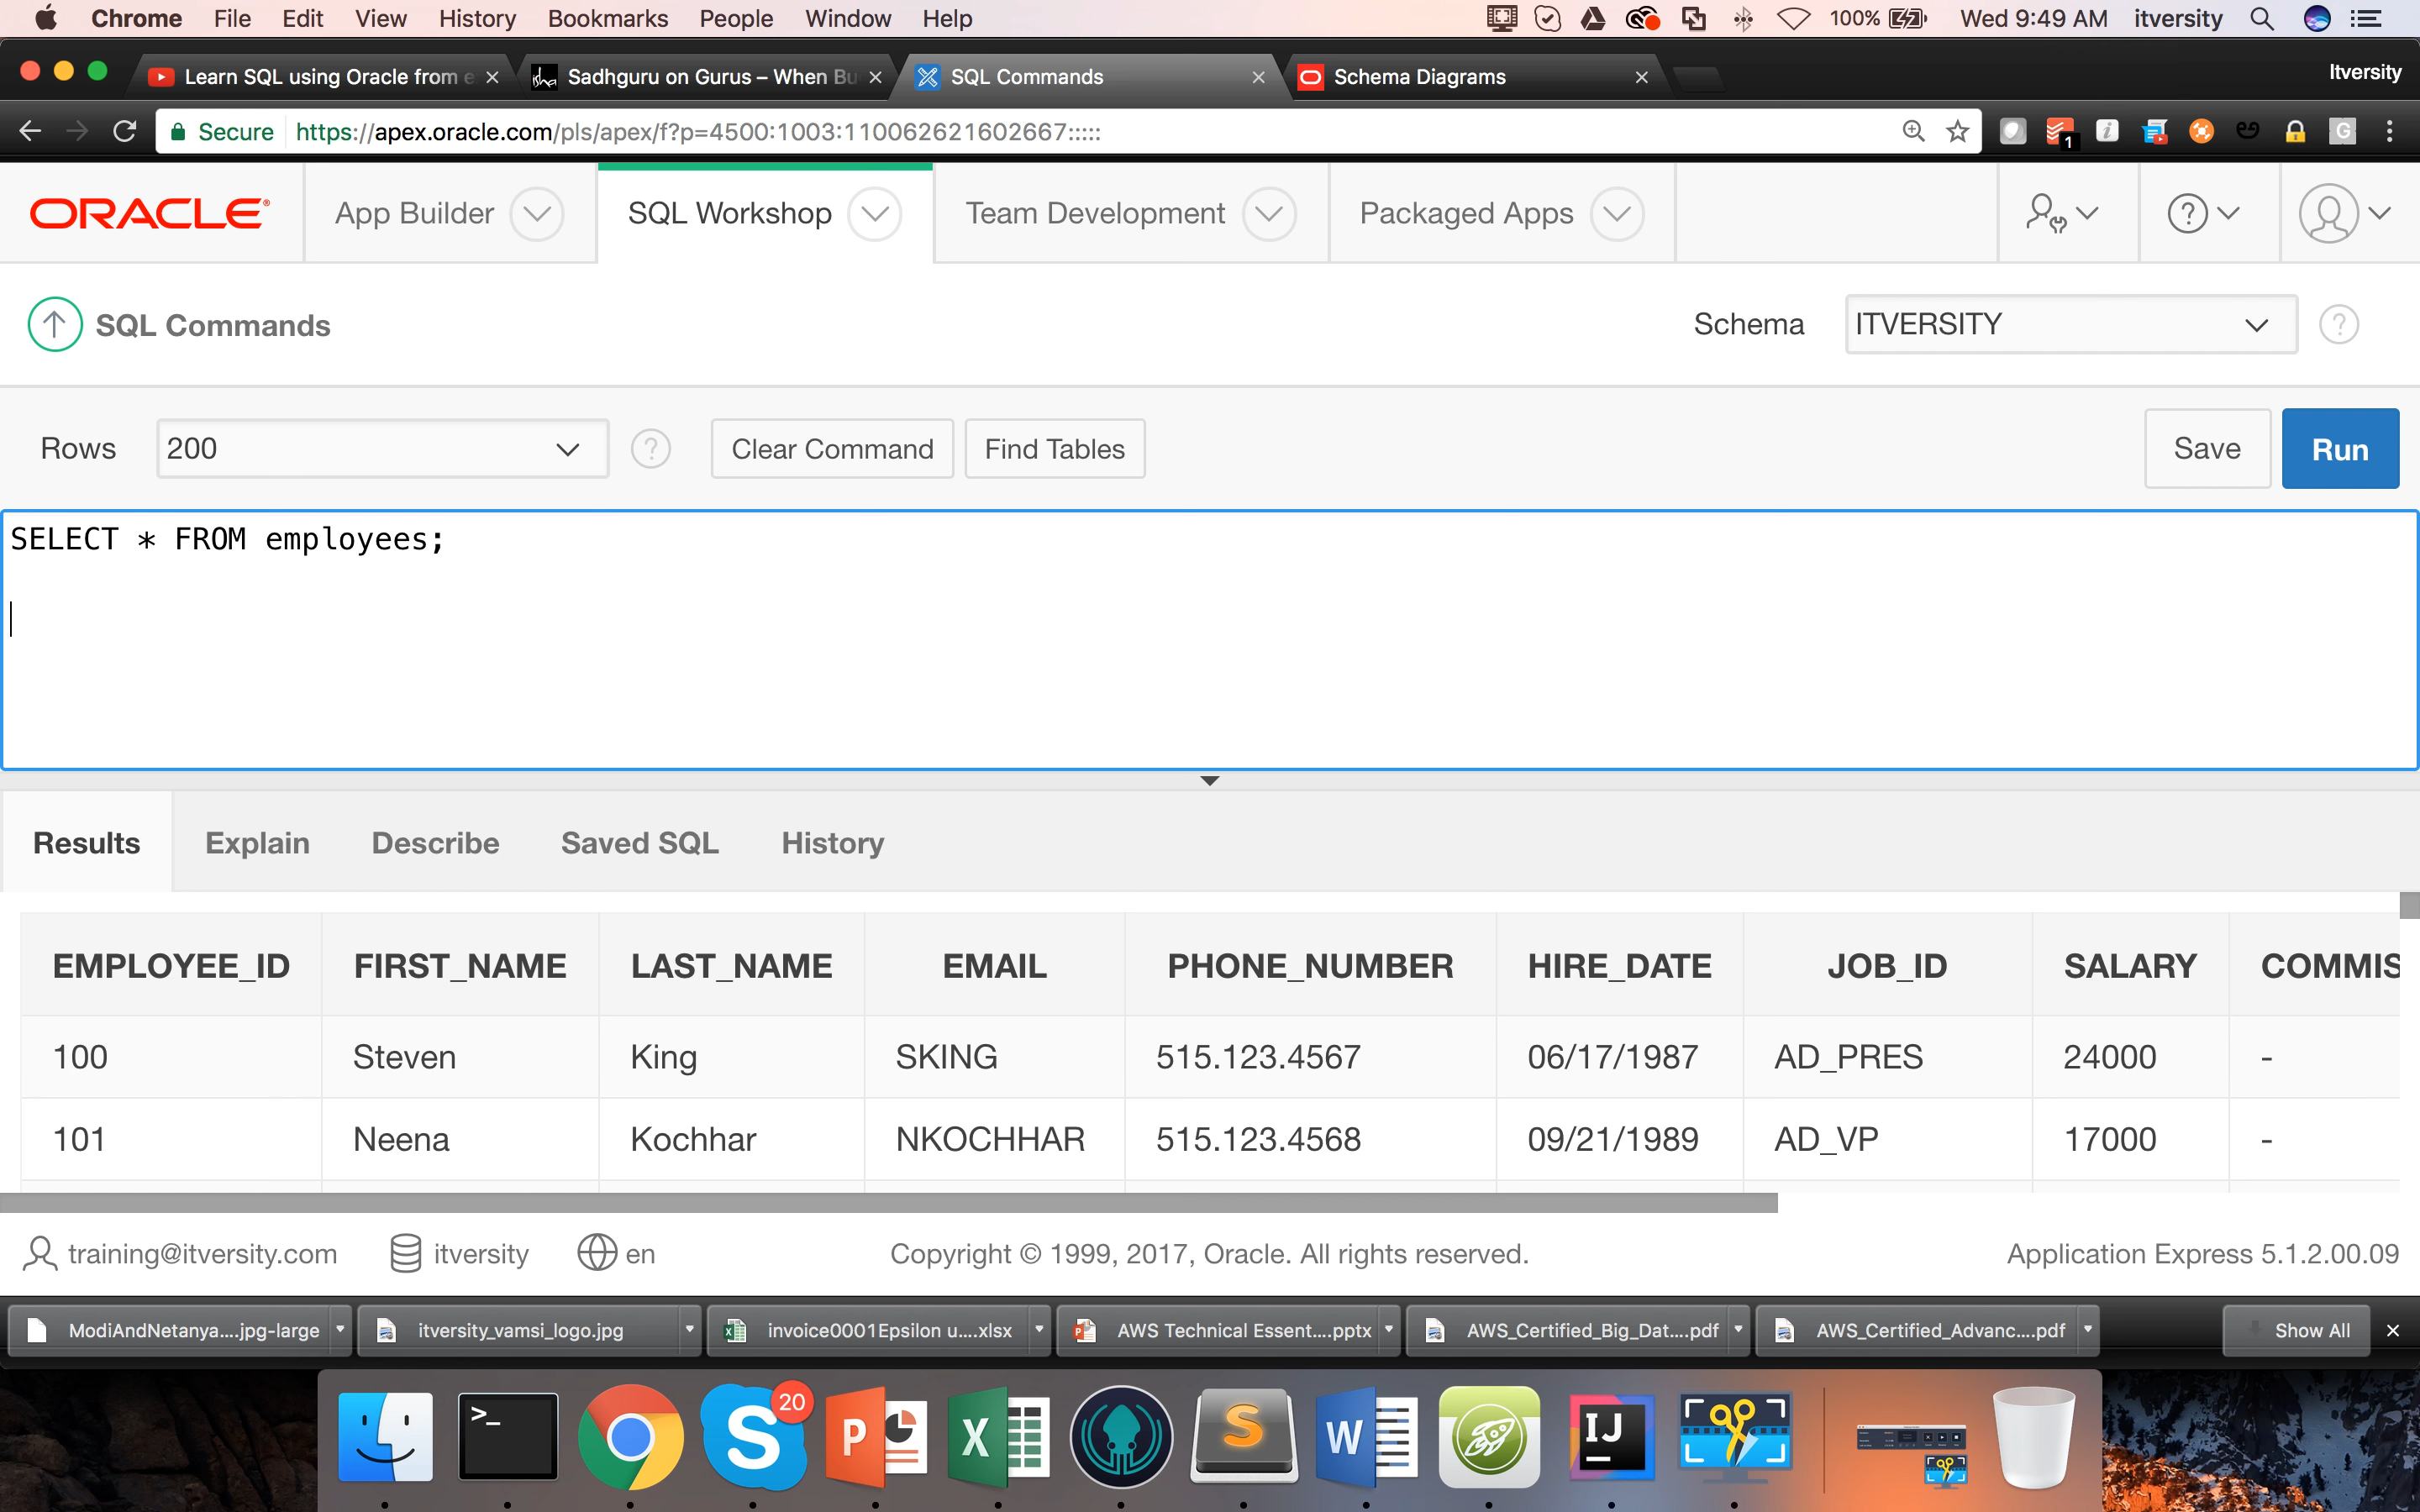 Chrome File Edit View History Bookmarks People Window Help 100% Wed 9:49 AM itversity
Learn SQL using Oracle from e Sadhguru on Gurus – When Bu SQL Commands Schema Diagrams Itversity
Secure https://apex.oracle.com/pls/apex/f?p=4500:1003:110062621602667::::: 1 i G
ORACLE® App Builder SQL Workshop Team Development Packaged Apps ?
SQL Commands Schema ITVERSITY ?
Rows 200 ? Clear Command Find Tables Save Run
SELECT * FROM employees;
Results Explain Describe Saved SQL History
EMPLOYEE_ID FIRST_NAME LAST_NAME EMAIL PHONE_NUMBER HIRE_DATE JOB_ID SALARY COMMIS
100 Steven King SKING 515.123.4567 06/17/1987 AD_PRES 24000 -
101 Neena Kochhar NKOCHHAR 515.123.4568 09/21/1989 AD_VP 17000 -
training@itversity.com itversity en Copyright © 1999, 2017, Oracle. All rights reserved. Application Express 5.1.2.00.09
ModiAndNetanya....jpg-large itversity_vamsi_logo.jpg invoice0001Epsilon u....xlsx AWS Technical Essent....pptx AWS_Certified_Big_Dat....pdf AWS_Certified_Advanc....pdf Show All
>_ S 20 P X S W IJ